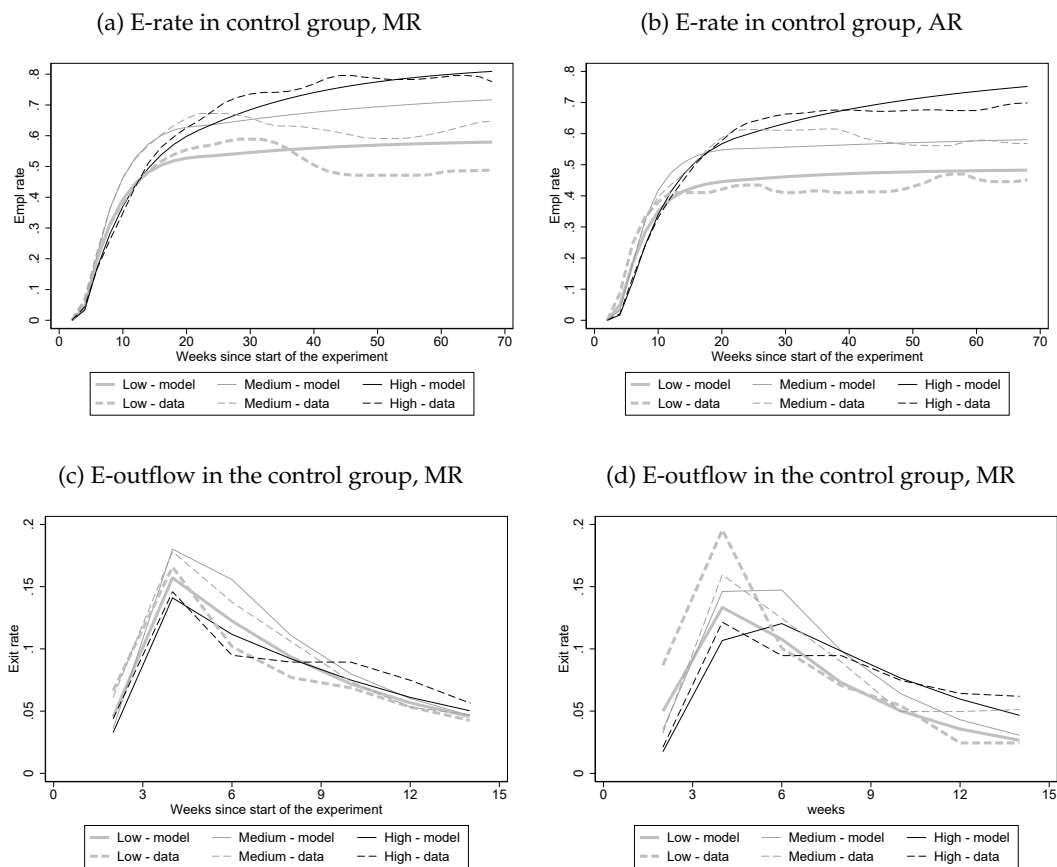 (a) E-rate in control group, MR
Empl rate
0 .1 .2 .3 .4 .5 .6 .7 .8
0 10 20 30 40 50 60 70
Weeks since start of the experiment
Low - model Medium - model High - model
Low - data Medium - data High - data
(b) E-rate in control group, AR
Empl rate
0 .1 .2 .3 .4 .5 .6 .7 .8
0 10 20 30 40 50 60 70
Weeks since start of the experiment
Low - model Medium - model High - model
Low - data Medium - data High - data
(c) E-outflow in the control group, MR
Exit rate
0 .05 .1 .15 .2
0 3 6 9 12 15
Weeks since start of the experiment
Low - model Medium - model High - model
Low - data Medium - data High - data
(d) E-outflow in the control group, MR
Exit rate
0 .05 .1 .15 .2
0 3 6 9 12 15
weeks
Low - model Medium - model High - model
Low - data Medium - data High - data